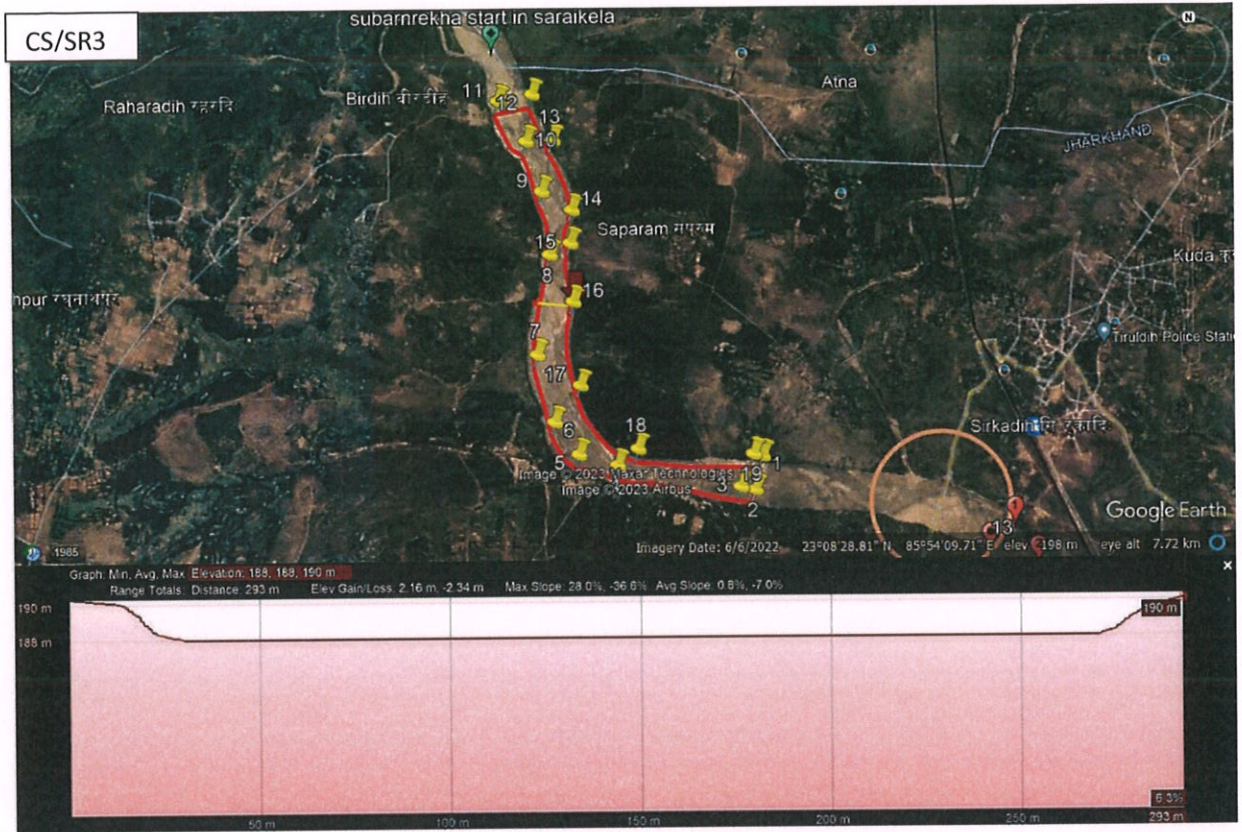 CS/SR3
subarnrekha start in saraikela
N
11
12
Raharadih रहरदि
Birdih बीरडीह
Atna
13
10
JHARKHAND
9
14
Saparam
15
Kuda
8
16
npur रघुनाथपुर
7
Tiruldih Police Stati
17
6
18
Sirkadih
5
1
Image © 2023 Maxar Technologies
19
3
Image © 2023 Airbus
2
1
13
Google Earth
1985
Imagery Date: 6/6/2022 23°08'28.81" N 85°54'09.71" E elev 198 m eye alt 7.72 km
Graph: Min, Avg, Max Elevation: 188, 188, 190 m
Range Totals: Distance: 293 m Elev Gain/Loss: 2.16 m, -2.34 m Max Slope: 28.0%, -36.6% Avg Slope: 0.8%, -7.0%
190 m
190 m
188 m
6.3%
50 m
100 m
150 m
200 m
250 m
293 m